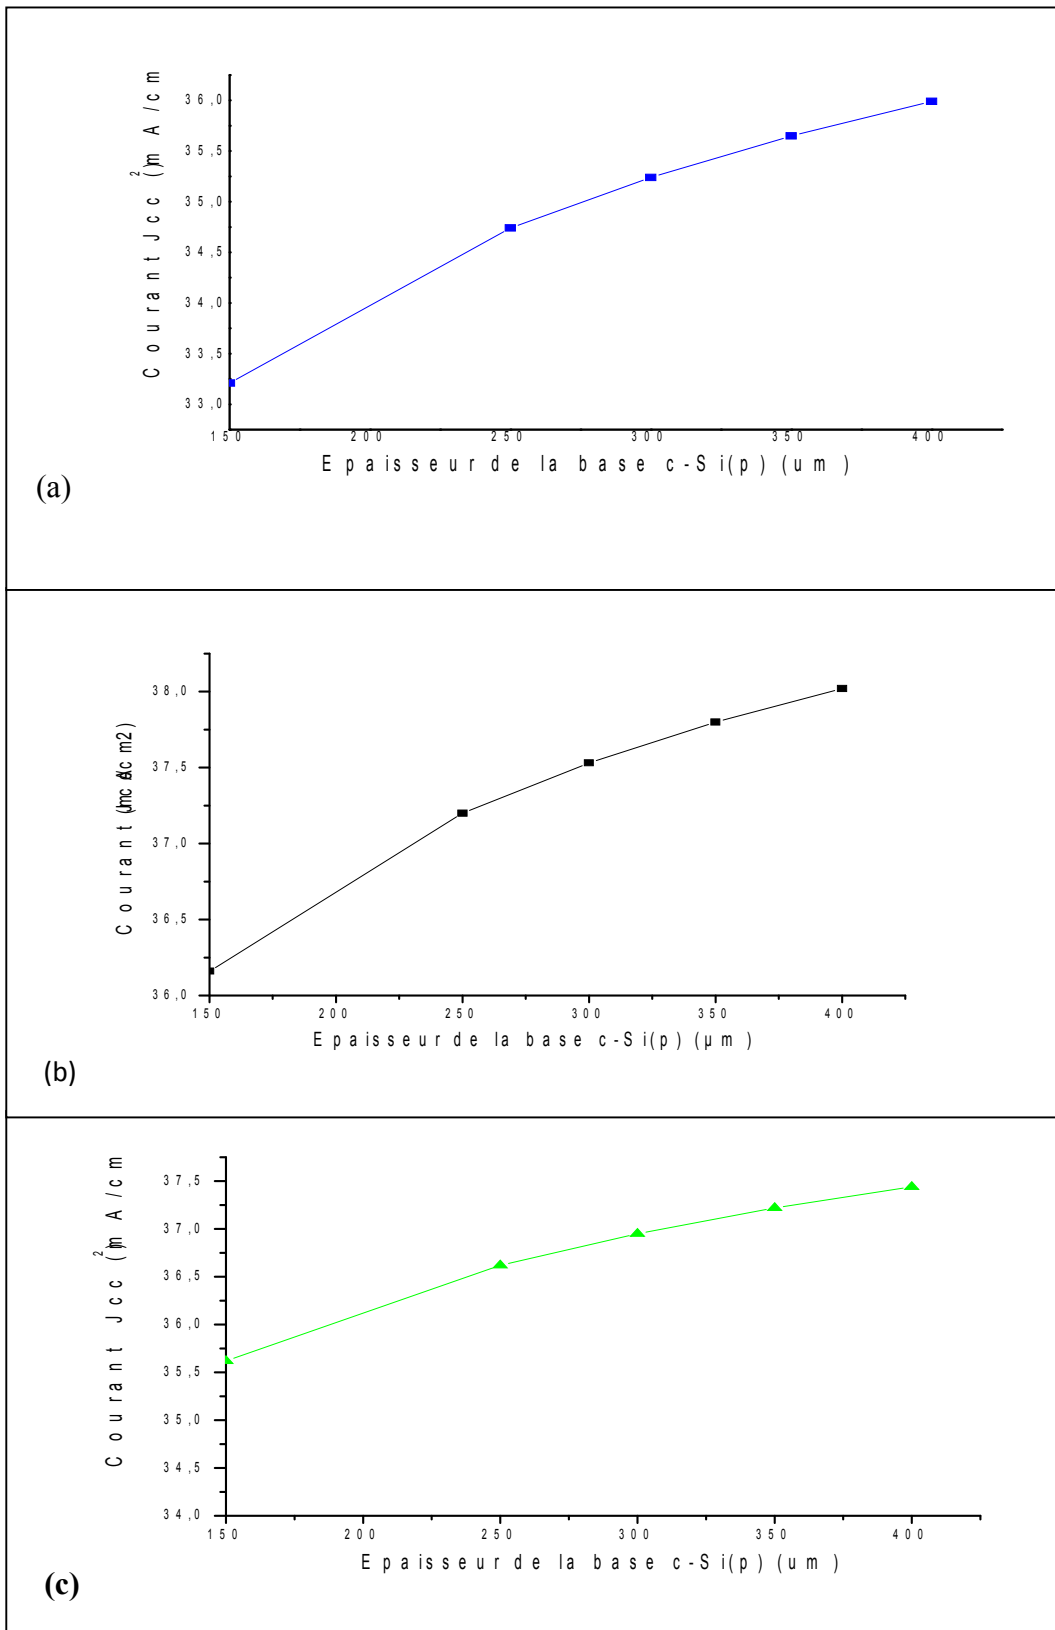 36,0
35,5
35,0
34,5
34,0
33,5
33,0
150 200 250 300 350 400
Courant Jcc (mA/cm²)
Epaisseur de la base c-Si(p) (um)
(a)
38,0
37,5
37,0
36,5
36,0
150 200 250 300 350 400
Courant
cm2)
Epaisseur de la base c-Si(p) (µm)
(b)
37,5
37,0
36,5
36,0
35,5
35,0
34,5
34,0
150 200 250 300 350 400
Courant Jcc (mA/cm²)
Epaisseur de la base c-Si(p) (um)
(c)